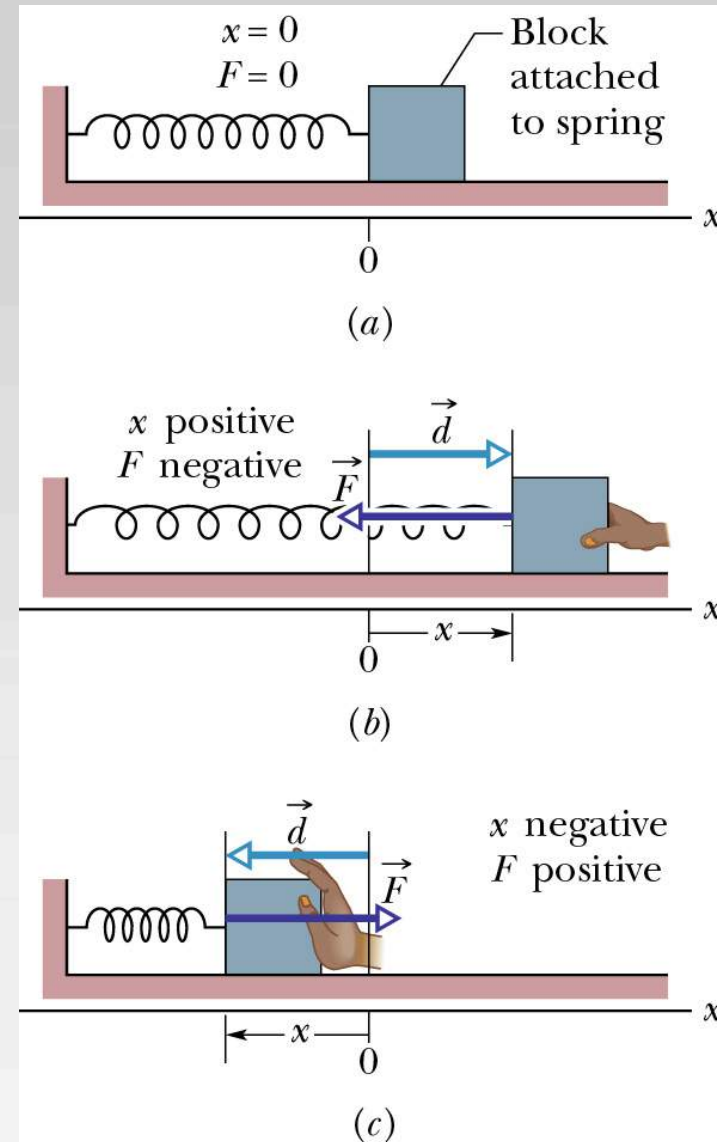 x = 0
F = 0
Block
attached
to spring
x
0
(a)
x positive
F negative
d
F
x
x
0
(b)
d
F
x negative
F positive
x
x
0
(c)